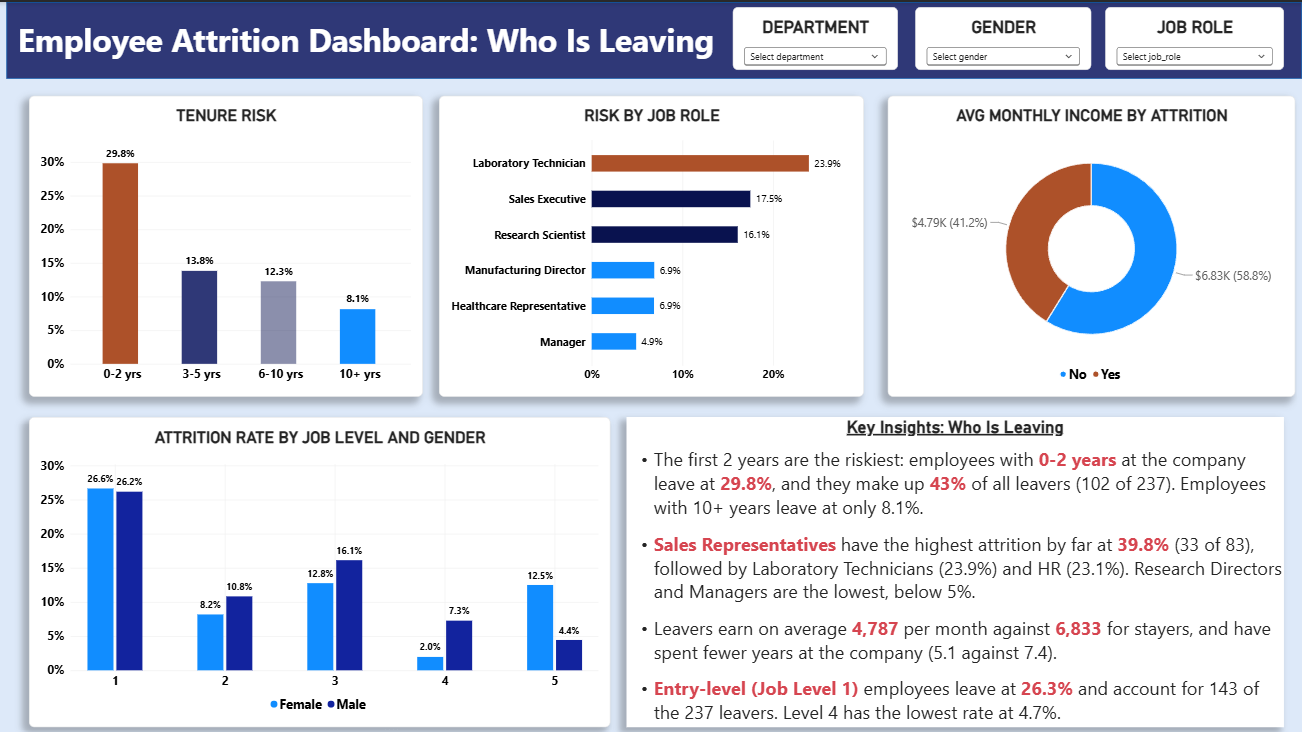 Employee Attrition Dashboard: Who Is Leaving
DEPARTMENT
Select department
GENDER
Select gender
JOB ROLE
Select job_role
TENURE RISK
30%
25%
20%
15%
10%
5%
0%
29.8%
13.8%
12.3%
8.1%
0-2 yrs
3-5 yrs
6-10 yrs
10+ yrs
RISK BY JOB ROLE
Laboratory Technician 23.9%
Sales Executive 17.5%
Research Scientist 16.1%
Manufacturing Director 6.9%
Healthcare Representative 6.9%
Manager 4.9%
0% 10% 20%
AVG MONTHLY INCOME BY ATTRITION
$4.79K (41.2%)
$6.83K (58.8%)
No Yes
ATTRITION RATE BY JOB LEVEL AND GENDER
30%
25%
20%
15%
10%
5%
0%
26.6% 26.2%
8.2% 10.8%
12.8% 16.1%
2.0% 7.3%
12.5% 4.4%
1 2 3 4 5
Female Male
Key Insights: Who Is Leaving
• The first 2 years are the riskiest: employees with 0-2 years at the company
leave at 29.8%, and they make up 43% of all leavers (102 of 237). Employees
with 10+ years leave at only 8.1%.
• Sales Representatives have the highest attrition by far at 39.8% (33 of 83),
followed by Laboratory Technicians (23.9%) and HR (23.1%). Research Directors
and Managers are the lowest, below 5%.
• Leavers earn on average 4,787 per month against 6,833 for stayers, and have
spent fewer years at the company (5.1 against 7.4).
• Entry-level (Job Level 1) employees leave at 26.3% and account for 143 of
the 237 leavers. Level 4 has the lowest rate at 4.7%.